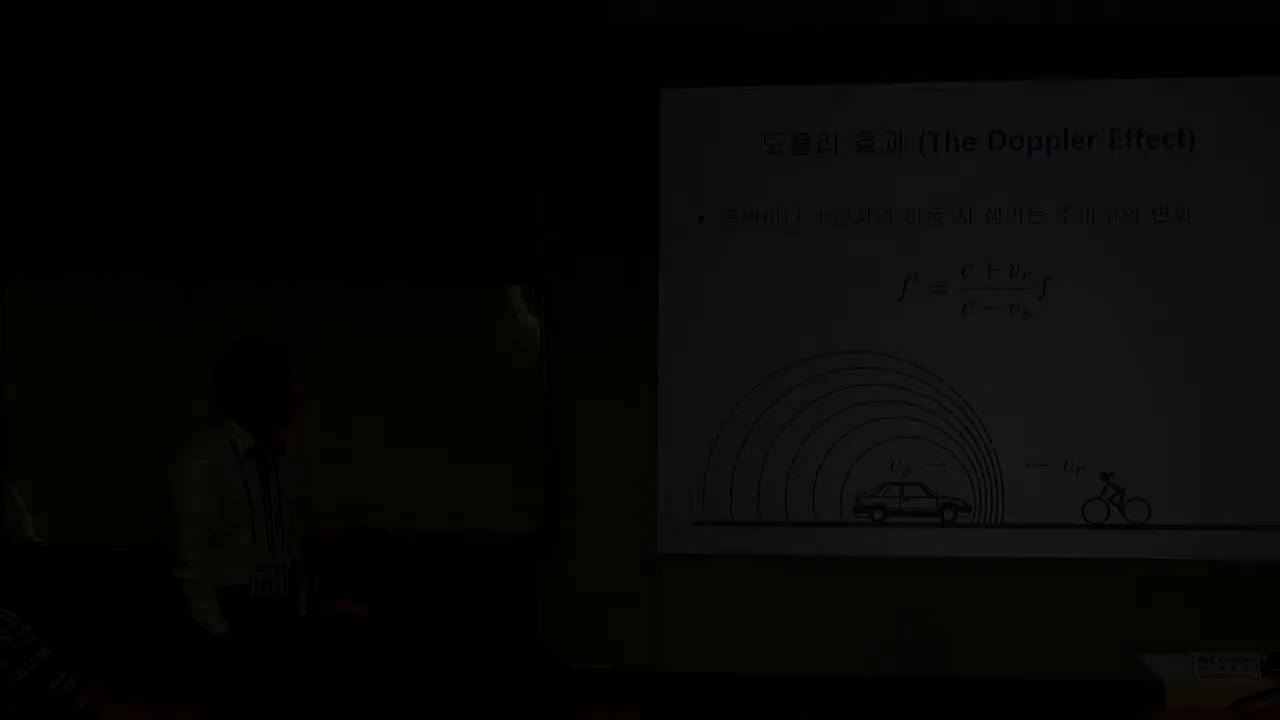 도플러 효과 (The Doppler Effect)
• 음원이나 수신자의 이동 시 생기는 주파수의 변화
f' = \frac{c + v_r}{c - v_s} f
v_s → ← v_r